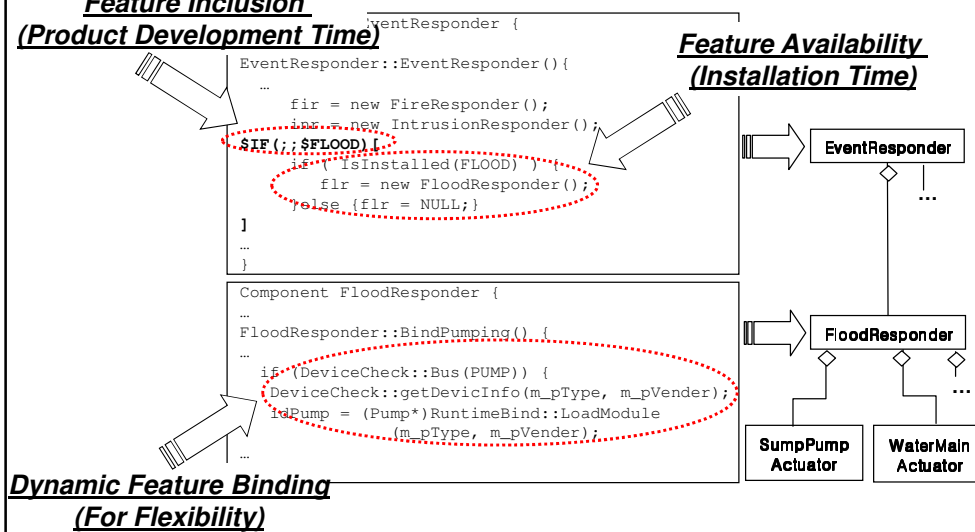 Feature Inclusion
(Product Development Time)
EventResponder {
EventResponder::EventResponder(){
…
fir = new FireResponder();
inr = new IntrusionResponder();
$IF(;;$FLOOD)[
if ( IsInstalled(FLOOD) ) {
flr = new FloodResponder();
}else {flr = NULL;}
]
…
}
Feature Availability
(Installation Time)
EventResponder
…
Component FloodResponder {
…
FloodResponder::BindPumping() {
…
if (DeviceCheck::Bus(PUMP)) {
DeviceCheck::getDevicInfo(m_pType, m_pVender);
idPump = (Pump*)RuntimeBind::LoadModule
(m_pType, m_pVender);
…
FloodResponder
…
SumpPump
Actuator
WaterMain
Actuator
Dynamic Feature Binding
(For Flexibility)